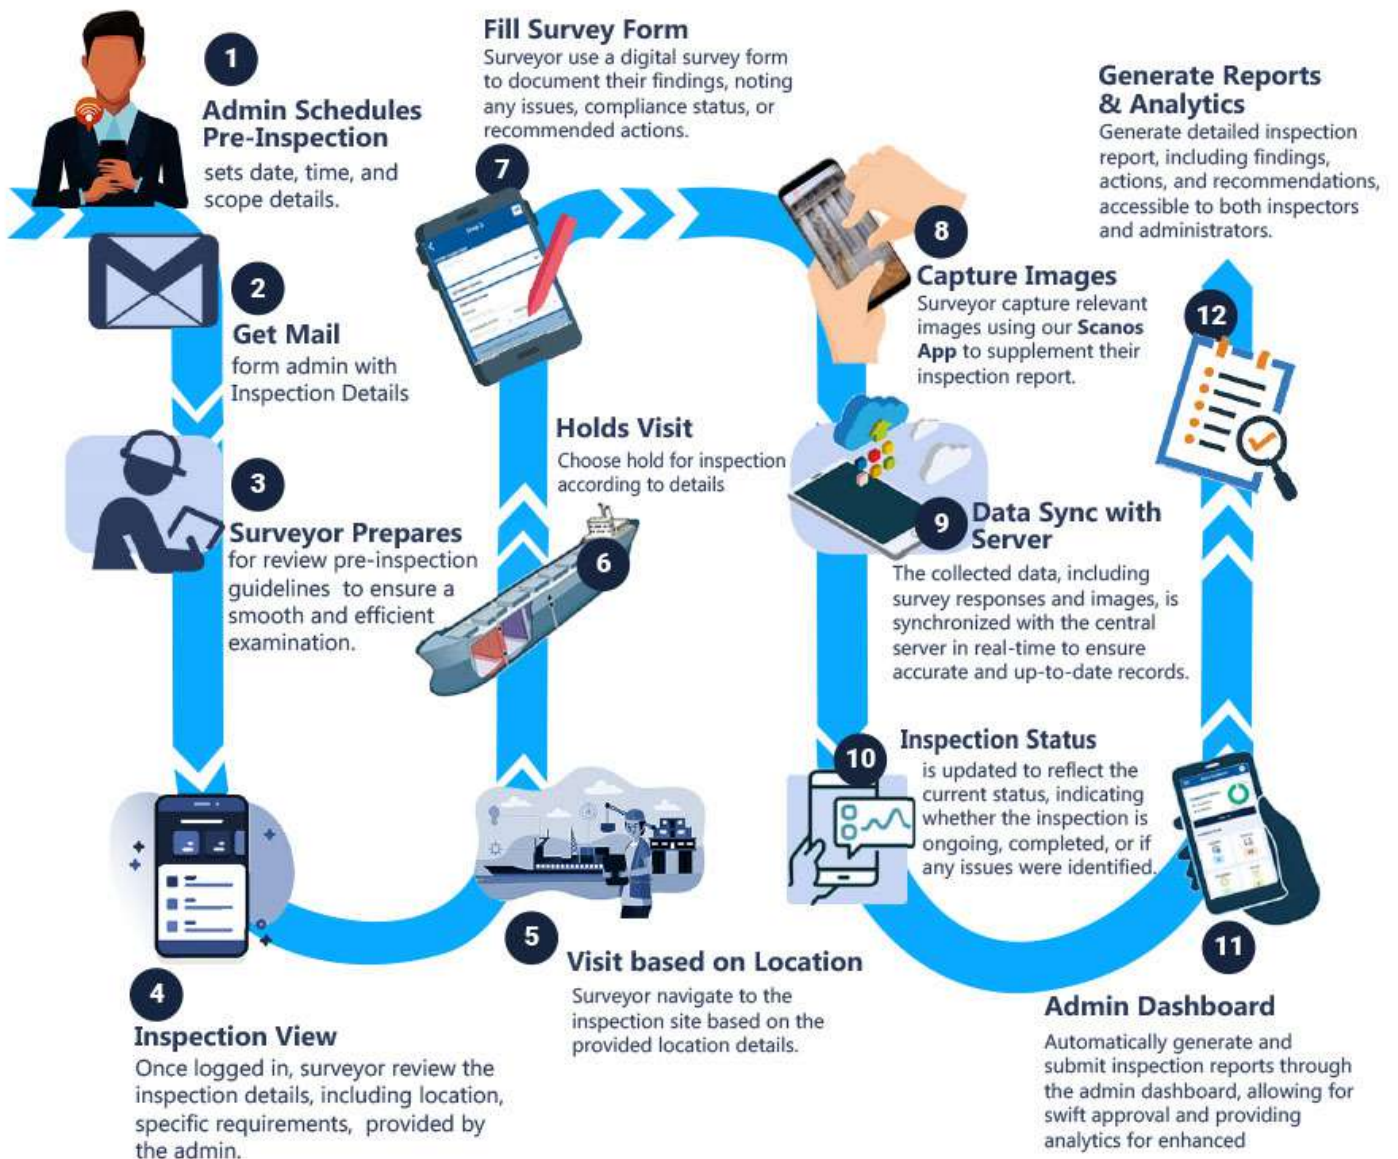 1
Admin Schedules
Pre-Inspection
sets date, time, and
scope details.
2
Get Mail
form admin with
Inspection Details
3
Surveyor Prepares
for review pre-inspection
guidelines to ensure a
smooth and efficient
examination.
4
Inspection View
Once logged in, surveyor review the
inspection details, including location,
specific requirements, provided by
the admin.
5
Visit based on Location
Surveyor navigate to the
inspection site based on the
provided location details.
Holds Visit
Choose hold for inspection
according to details
6
Fill Survey Form
Surveyor use a digital survey form
to document their findings, noting
any issues, compliance status, or
recommended actions.
7
8
Capture Images
Surveyor capture relevant
images using our Scanos
App to supplement their
inspection report.
9
Data Sync with
Server
The collected data, including
survey responses and images, is
synchronized with the central
server in real-time to ensure
accurate and up-to-date records.
10
Inspection Status
is updated to reflect the
current status, indicating
whether the inspection is
ongoing, completed, or if
any issues were identified.
11
Admin Dashboard
Automatically generate and
submit inspection reports through
the admin dashboard, allowing for
swift approval and providing
analytics for enhanced
Generate Reports
& Analytics
Generate detailed inspection
report, including findings,
actions, and recommendations,
accessible to both inspectors
and administrators.
12